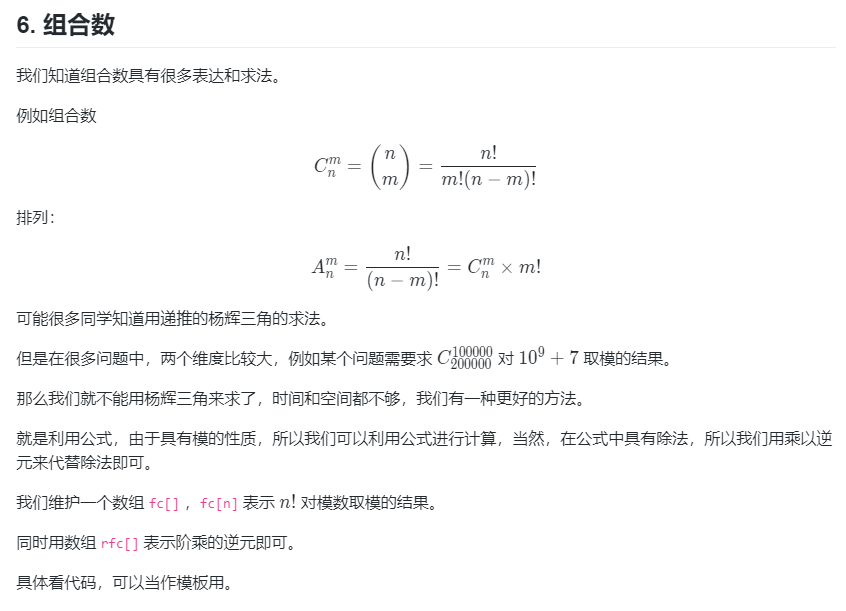 6. 组合数
我们知道组合数具有很多表达和求法。
例如组合数
$C_n^m = \binom{n}{m} = \frac{n!}{m!(n-m)!}$
排列：
$A_n^m = \frac{n!}{(n-m)!} = C_n^m \times m!$
可能很多同学知道用递推的杨辉三角的求法。
但是在很多问题中，两个维度比较大，例如某个问题需要求 $C_{200000}^{100000}$ 对 $10^9 + 7$ 取模的结果。
那么我们就不能用杨辉三角来求了，时间和空间都不够，我们有一种更好的方法。
就是利用公式，由于具有模的性质，所以我们可以利用公式进行计算，当然，在公式中具有除法，所以我们用乘以逆
元来代替除法即可。
我们维护一个数组 fc[] ，fc[n] 表示 $n!$ 对模数取模的结果。
同时用数组 rfc[] 表示阶乘的逆元即可。
具体看代码，可以当作模板用。